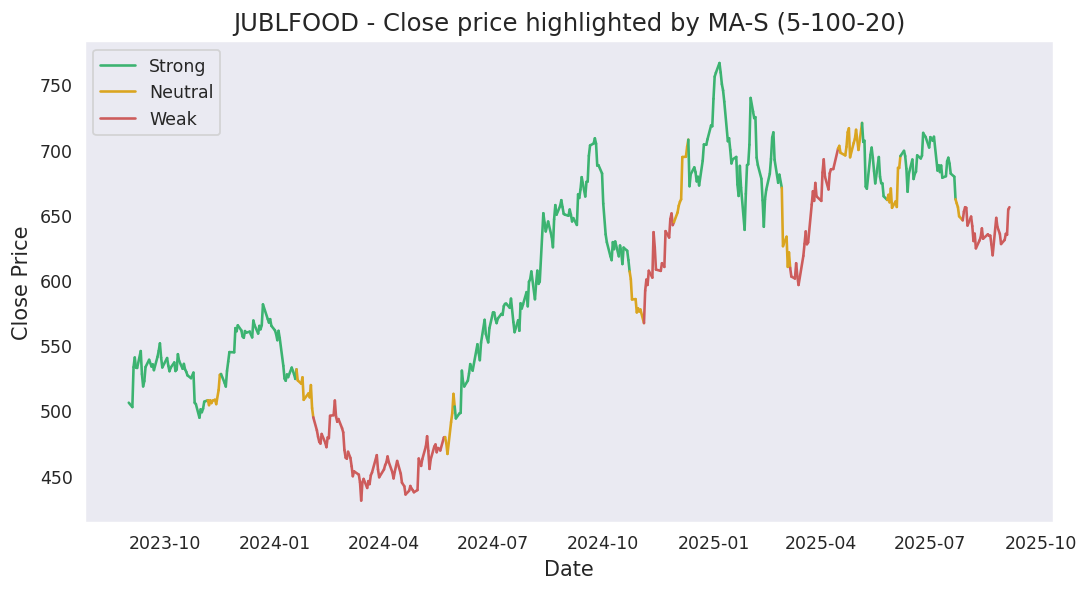 JUBLFOOD - Close price highlighted by MA-S (5-100-20)
Strong
Neutral
Weak
Close Price
750
700
650
600
550
500
450
2023-10 2024-01 2024-04 2024-07 2024-10 2025-01 2025-04 2025-07 2025-10
Date